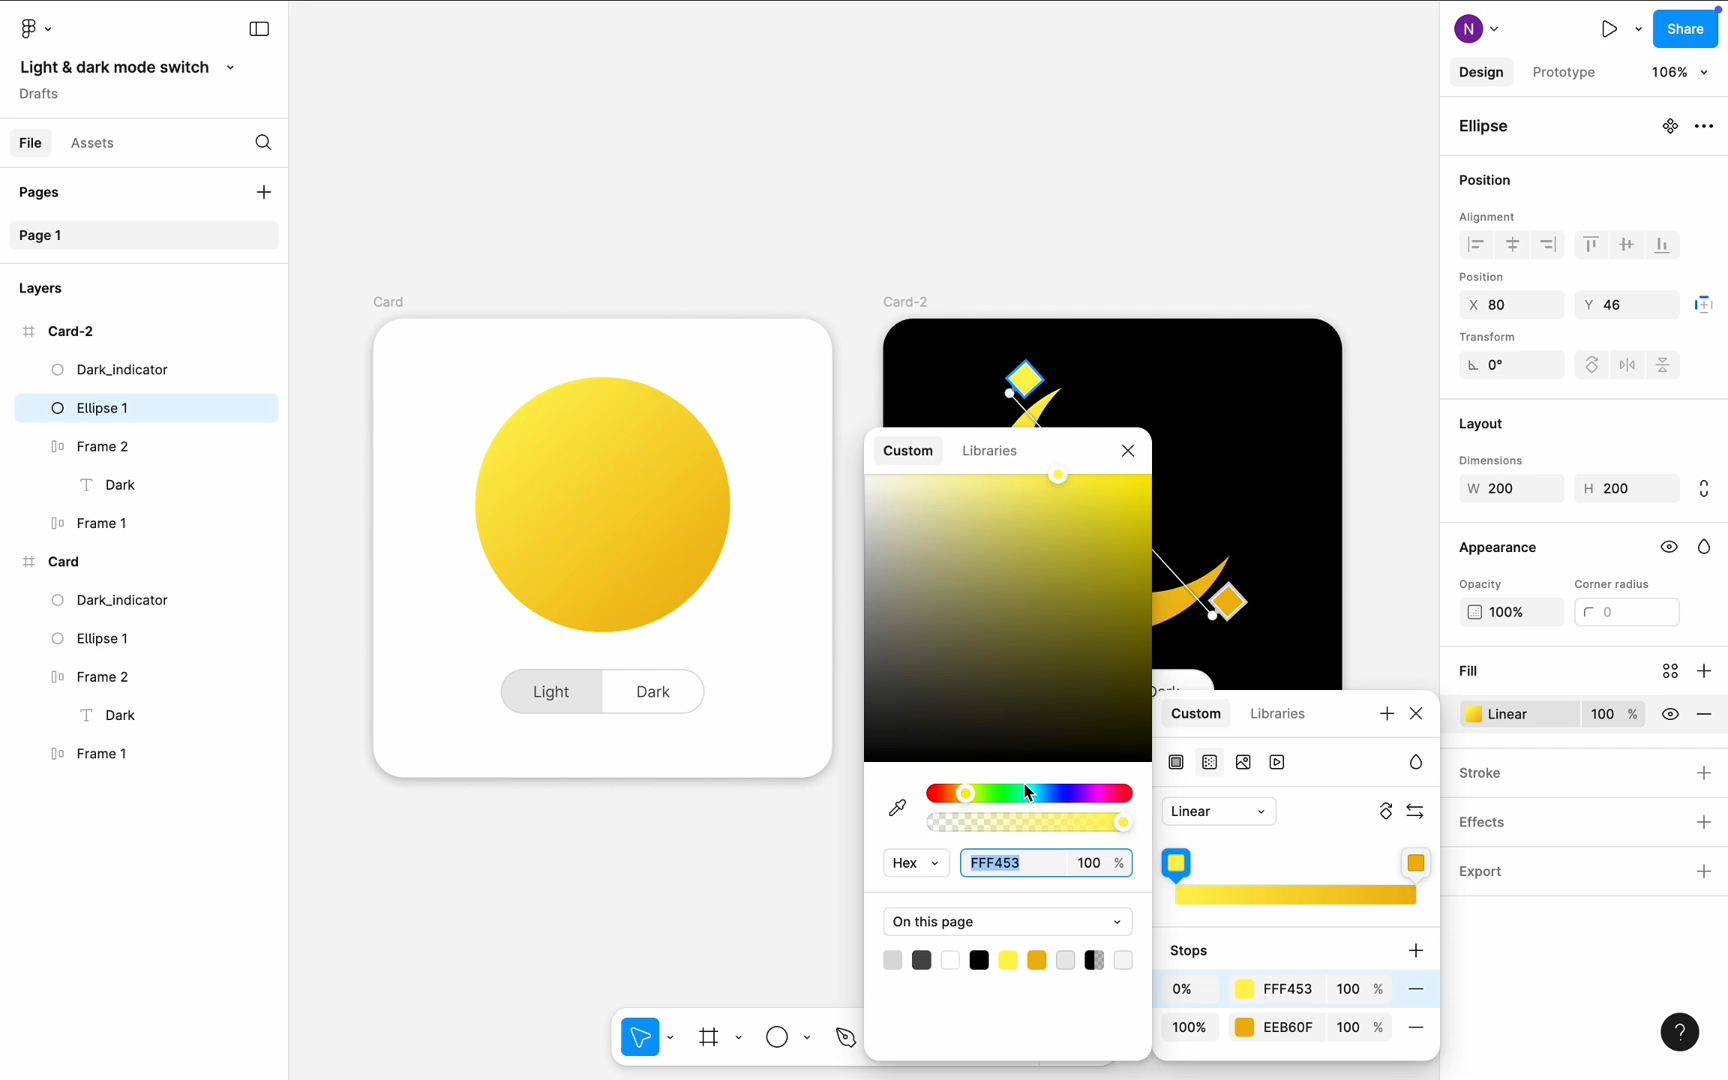 Light & dark mode switch
Drafts
File
Assets
Pages
Page 1
Layers
Card-2
Dark_indicator
Ellipse 1
Frame 2
Dark
Frame 1
Card
Dark_indicator
Ellipse 1
Frame 2
Dark
Frame 1
Card
Light
Dark
Card-2
Custom
Libraries
Hex
FFF453
100 %
On this page
Custom
Libraries
Linear
Stops
0%
FFF453
100 %
100%
EEB60F
100 %
N
Share
Design
Prototype
106%
Ellipse
Position
Alignment
Position
X 80
Y 46
Transform
0°
Layout
Dimensions
W 200
H 200
Appearance
Opacity
Corner radius
100%
0
Fill
Linear
100 %
Stroke
Effects
Export
?